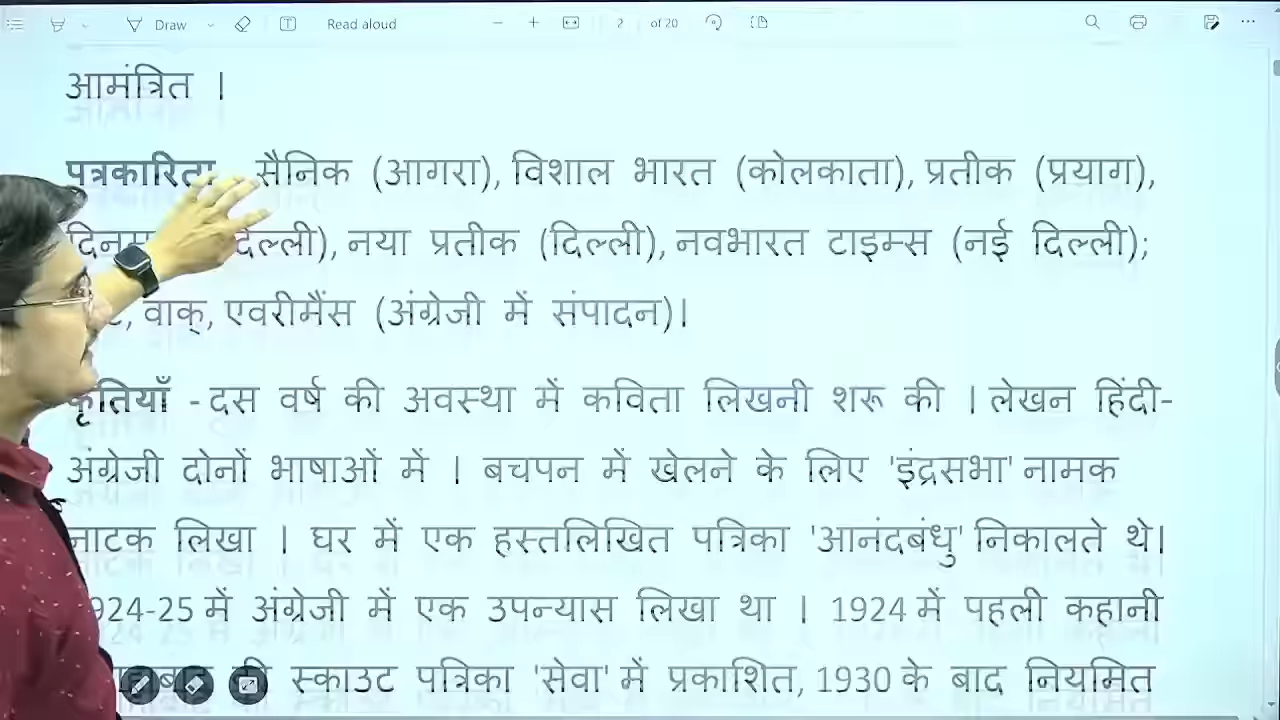 Draw
Read aloud
2 of 20
आमंत्रित ।
पत्रकारिता सैनिक (आगरा), विशाल भारत (कोलकाता), प्रतीक (प्रयाग),
दिल्ली), नया प्रतीक (दिल्ली), नवभारत टाइम्स (नई दिल्ली);
वाक्, एवरीमैंस (अंग्रेजी में संपादन)।
कृतियाँ - दस वर्ष की अवस्था में कविता लिखनी शरू की । लेखन हिंदी-
अंग्रेजी दोनों भाषाओं में । बचपन में खेलने के लिए 'इंद्रसभा' नामक
नाटक लिखा । घर में एक हस्तलिखित पत्रिका 'आनंदबंधु' निकालते थे।
1924-25 में अंग्रेजी में एक उपन्यास लिखा था । 1924 में पहली कहानी
की स्काउट पत्रिका 'सेवा' में प्रकाशित, 1930 के बाद नियमित